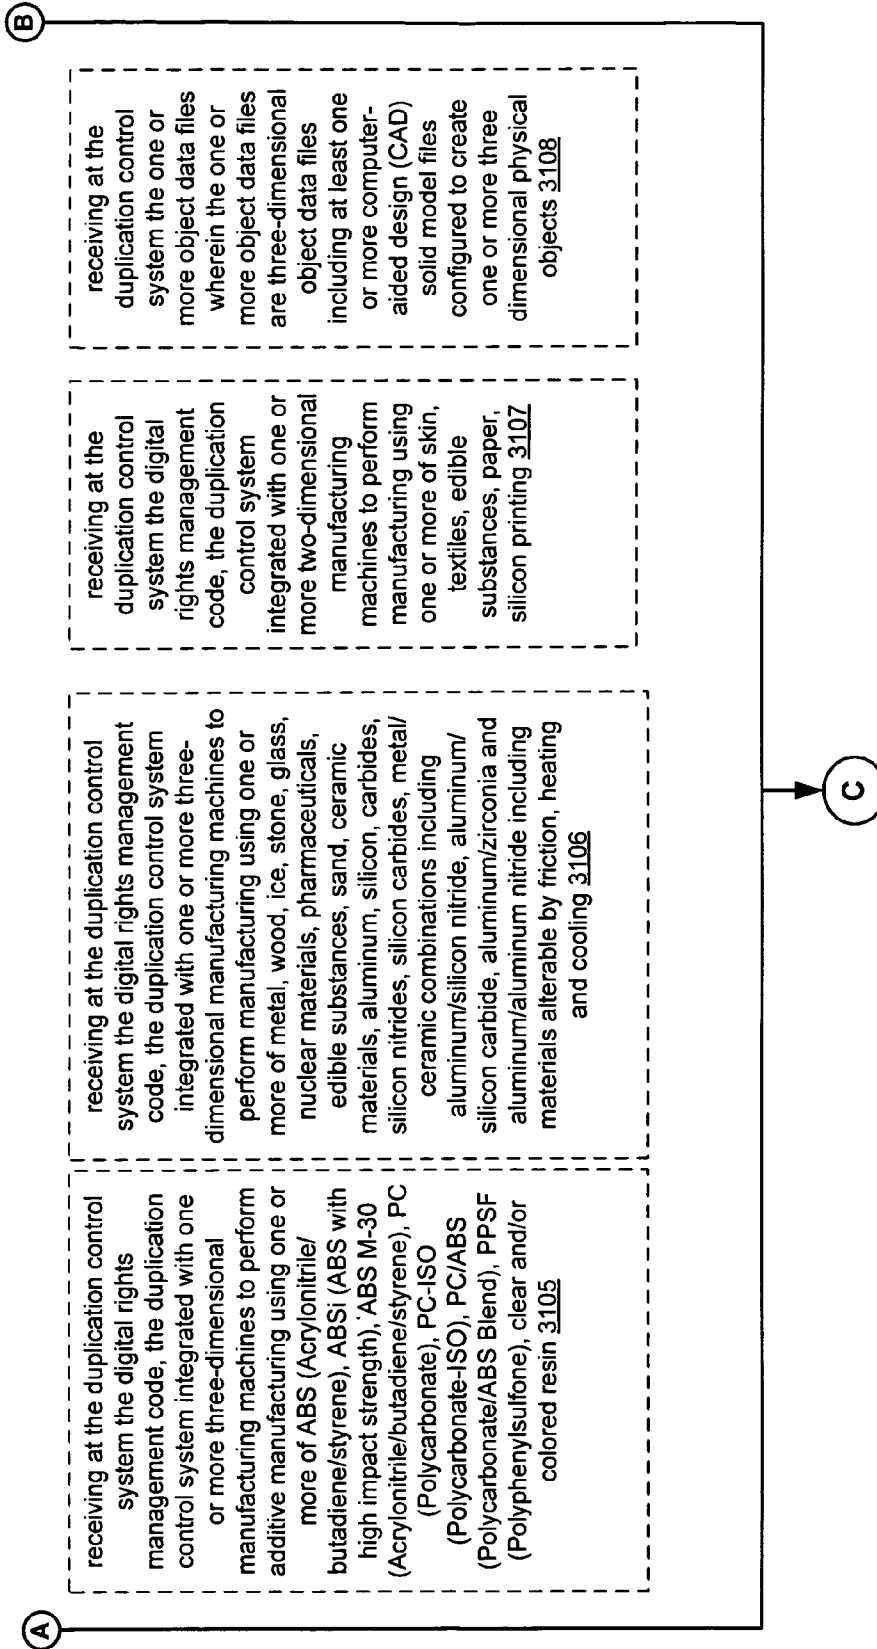 A
receiving at the duplication control
system the digital rights
management code, the duplication
control system integrated with one
or more three-dimensional
manufacturing machines to perform
additive manufacturing using one or
more of ABS (Acrylonitrile/
butadiene/styrene), ABSi (ABS with
high impact strength), ABS M-30
(Acrylonitrile/butadiene/styrene), PC
(Polycarbonate), PC-ISO
(Polycarbonate-ISO), PC/ABS
(Polycarbonate/ABS Blend), PPSF
(Polyphenylsulfone), clear and/or
colored resin 3105
receiving at the duplication control
system the digital rights management
code, the duplication control system
integrated with one or more three-
dimensional manufacturing machines to
perform manufacturing using one or
more of metal, wood, ice, stone, glass,
nuclear materials, pharmaceuticals,
edible substances, sand, ceramic
materials, aluminum, silicon, carbides,
silicon nitrides, silicon carbides, metal/
ceramic combinations including
aluminum/silicon nitride, aluminum/
silicon carbide, aluminum/zirconia and
aluminum/aluminum nitride including
materials alterable by friction, heating
and cooling 3106
receiving at the
duplication control
system the digital
rights management
code, the duplication
control system
integrated with one or
more two-dimensional
manufacturing
machines to perform
manufacturing using
one or more of skin,
textiles, edible
substances, paper,
silicon printing 3107
receiving at the
duplication control
system the one or
more object data files
wherein the one or
more object data files
are three-dimensional
object data files
including at least one
or more computer-
aided design (CAD)
solid model files
configured to create
one or more three
dimensional physical
objects 3108
B
C